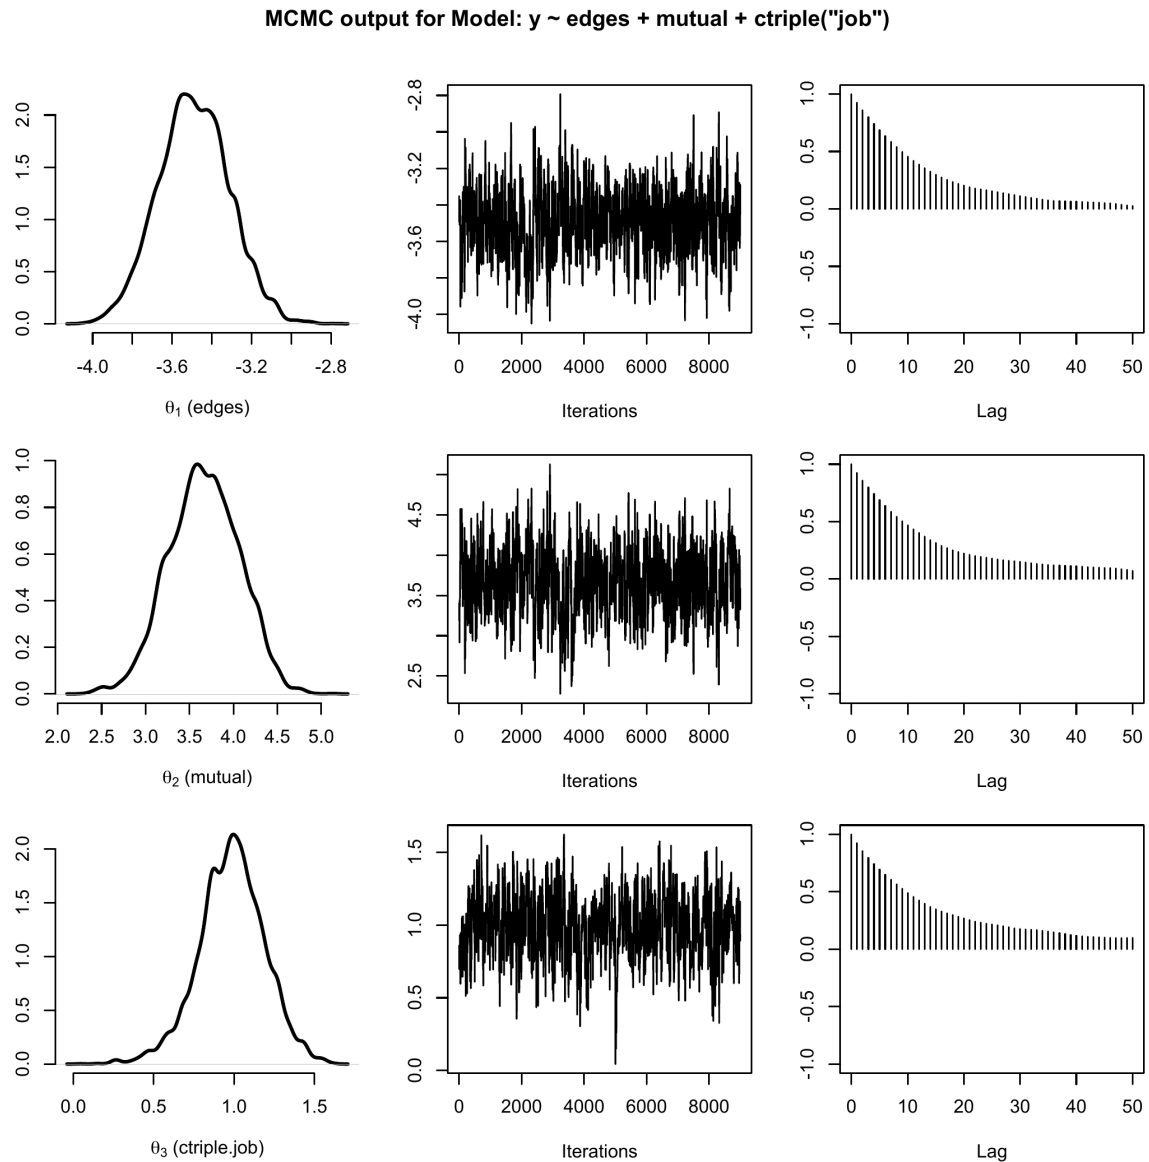 MCMC output for Model: y ~ edges + mutual + ctriple("job")
0.0 0.5 1.0 1.5 2.0
-4.0 -3.6 -3.2 -2.8
θ1 (edges)
-4.0 -3.6 -3.2 -2.8
0 2000 4000 6000 8000
Iterations
-1.0 -0.5 0.0 0.5 1.0
0 10 20 30 40 50
Lag
0.0 0.2 0.4 0.6 0.8 1.0
2.0 2.5 3.0 3.5 4.0 4.5 5.0
θ2 (mutual)
2.5 3.5 4.5
0 2000 4000 6000 8000
Iterations
-1.0 -0.5 0.0 0.5 1.0
0 10 20 30 40 50
Lag
0.0 0.5 1.0 1.5 2.0
0.0 0.5 1.0 1.5
θ3 (ctriple.job)
0.0 0.5 1.0 1.5
0 2000 4000 6000 8000
Iterations
-1.0 -0.5 0.0 0.5 1.0
0 10 20 30 40 50
Lag